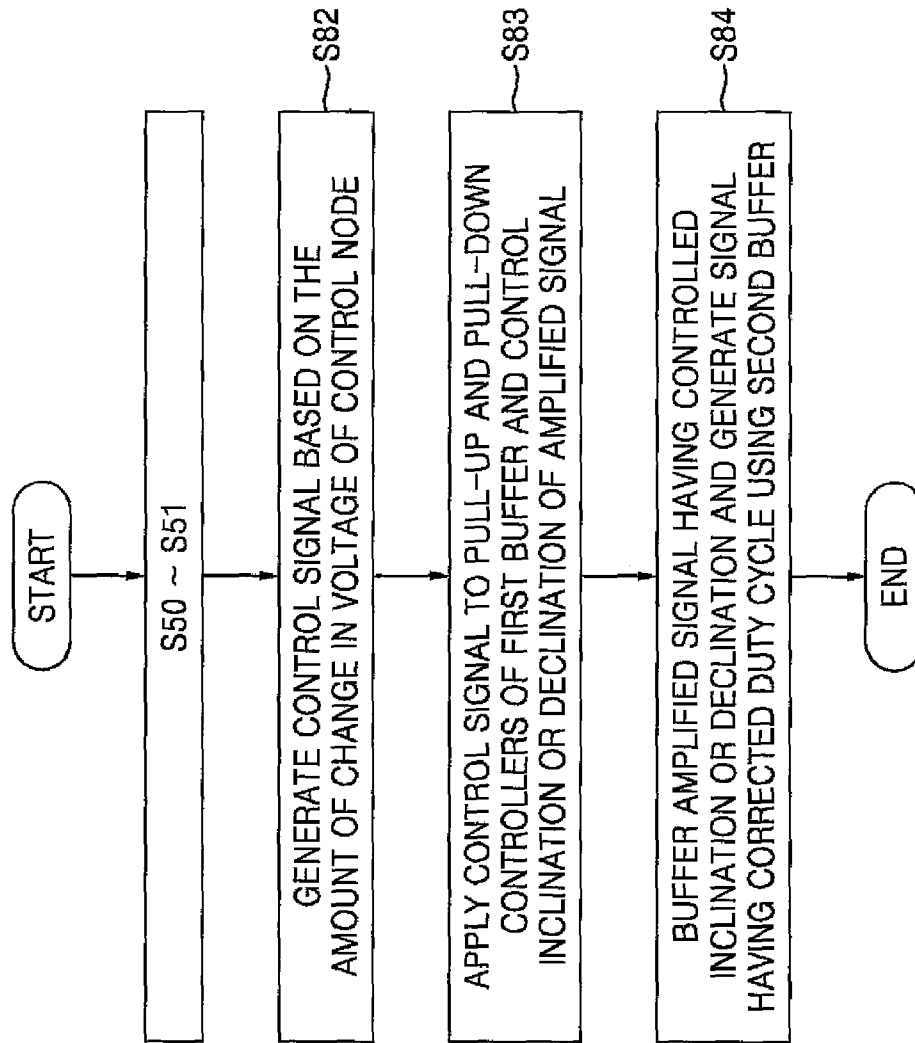 START
S50 ~ S51
GENERATE CONTROL SIGNAL BASED ON THE
AMOUNT OF CHANGE IN VOLTAGE OF CONTROL NODE
S82
APPLY CONTROL SIGNAL TO PULL-UP AND PULL-DOWN
CONTROLLERS OF FIRST BUFFER AND CONTROL
INCLINATION OR DECLINATION OF AMPLIFIED SIGNAL
S83
BUFFER AMPLIFIED SIGNAL HAVING CONTROLLED
INCLINATION OR DECLINATION AND GENERATE SIGNAL
HAVING CORRECTED DUTY CYCLE USING SECOND BUFFER
S84
END